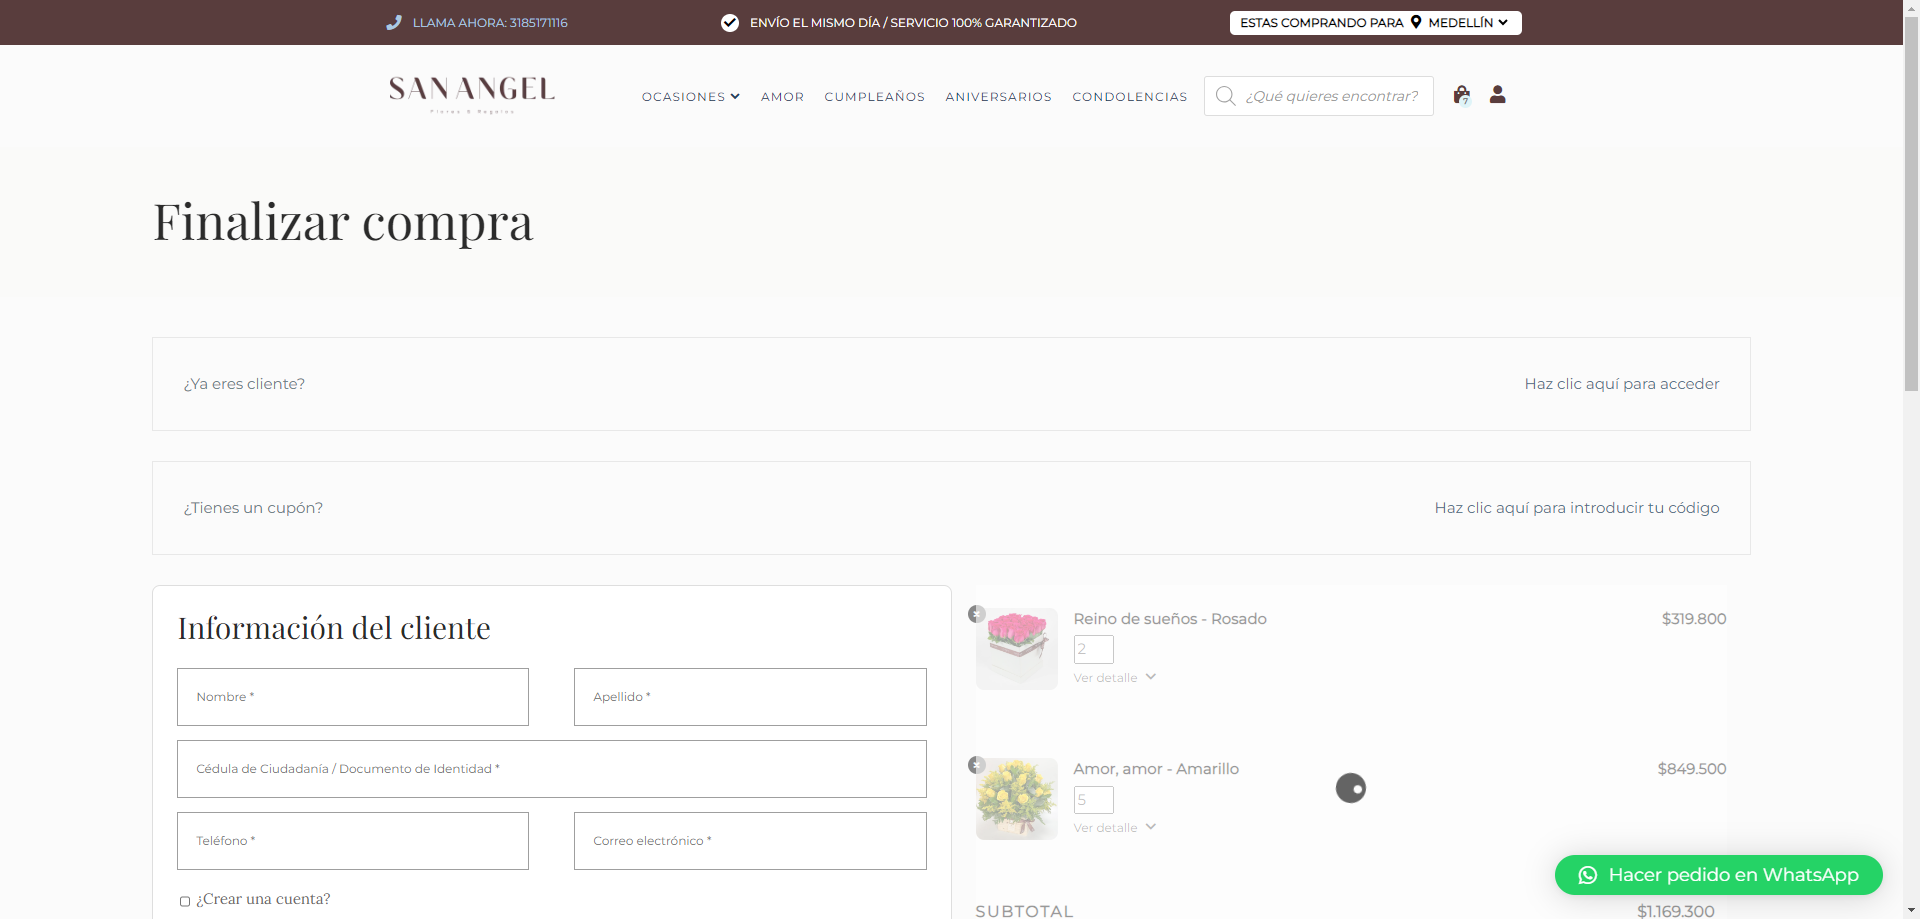 LLAMA AHORA: 3185171116
ENVÍO EL MISMO DÍA / SERVICIO 100% GARANTIZADO
ESTAS COMPRANDO PARA MEDELLÍN
SAN ANGEL
Flores & Regalos
OCASIONES
AMOR
CUMPLEAÑOS
ANIVERSARIOS
CONDOLENCIAS
¿Qué quieres encontrar?
7
Finalizar compra
¿Ya eres cliente?
Haz clic aquí para acceder
¿Tienes un cupón?
Haz clic aquí para introducir tu código
Información del cliente
Nombre *
Apellido *
Cédula de Ciudadanía / Documento de Identidad *
Teléfono *
Correo electrónico *
¿Crear una cuenta?
Reino de sueños - Rosado
$319.800
2
Ver detalle
Amor, amor - Amarillo
$849.500
5
Ver detalle
SUBTOTAL
$1.169.300
Hacer pedido en WhatsApp